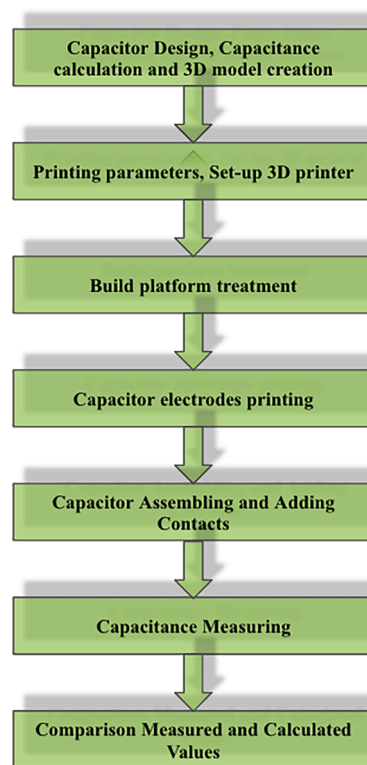 Capacitor Design, Capacitance
calculation and 3D model creation
Printing parameters, Set-up 3D printer
Build platform treatment
Capacitor electrodes printing
Capacitor Assembling and Adding
Contacts
Capacitance Measuring
Comparison Measured and Calculated
Values